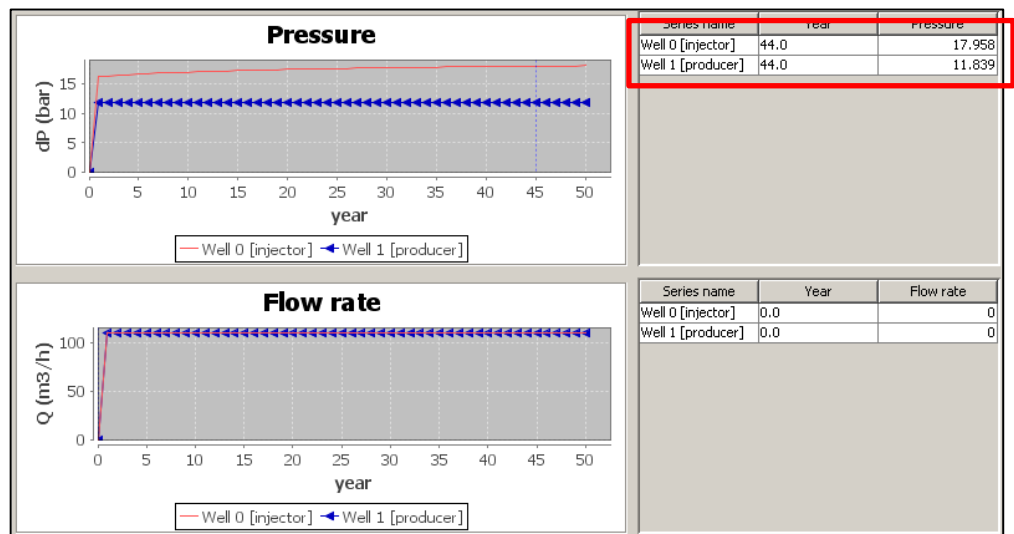 Pressure
dP (bar)
15
10
5
0
0 5 10 15 20 25 30 35 40 45 50
year
Well 0 [injector] Well 1 [producer]
Series name Year Pressure
Well 0 [injector] 44.0 17.958
Well 1 [producer] 44.0 11.839
Flow rate
Q (m3/h)
100
50
0
0 5 10 15 20 25 30 35 40 45 50
year
Well 0 [injector] Well 1 [producer]
Series name Year Flow rate
Well 0 [injector] 0.0 0
Well 1 [producer] 0.0 0